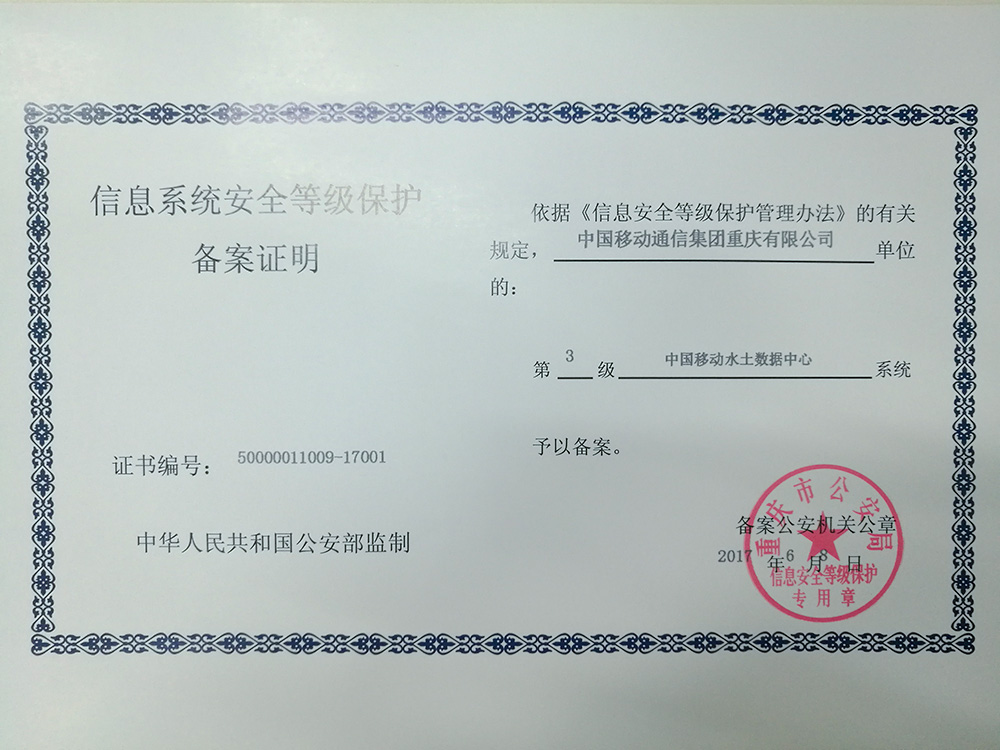 信息系统安全等级保护
备案证明
证书编号： 50000011009-17001
中华人民共和国公安部监制
依据《信息安全等级保护管理办法》的有关
规定， 中国移动通信集团重庆有限公司 单位
的：
第 3 级 中国移动水土数据中心 系统
予以备案。
备案公安机关公章
2017 年 6 月 8 日
重庆市公安局
信息安全等级保护
专用章